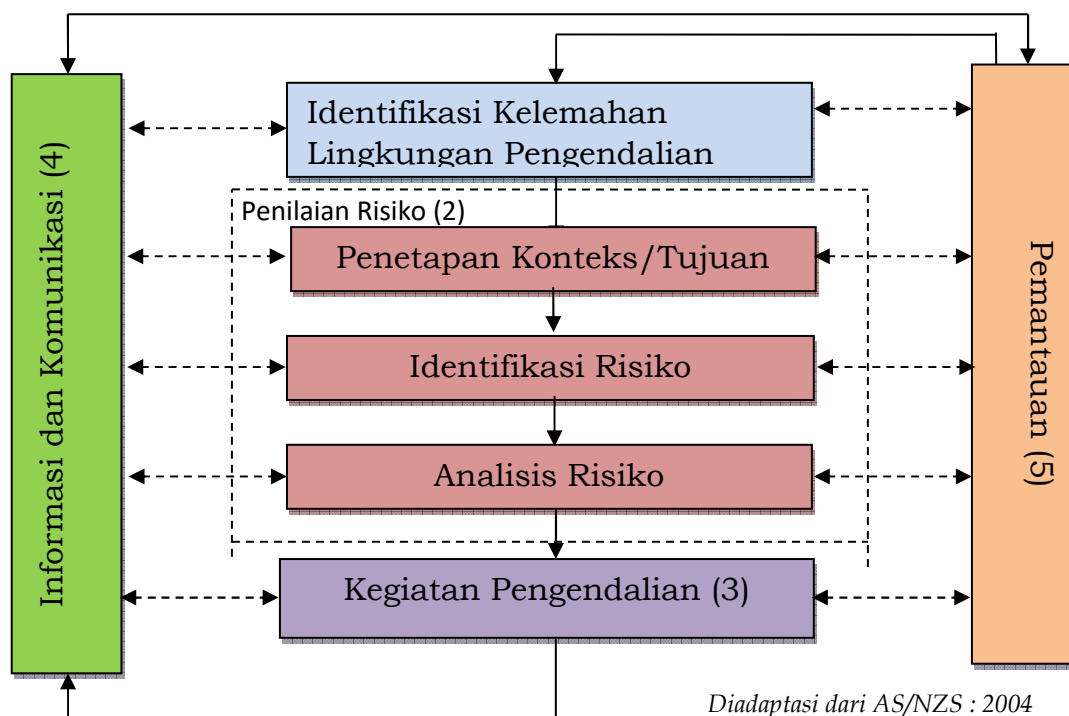 Identifikasi Kelemahan
Lingkungan Pengendalian
Penilaian Risiko (2)
Penetapan Konteks/Tujuan
Identifikasi Risiko
Analisis Risiko
Kegiatan Pengendalian (3)
Informasi dan Komunikasi (4)
Pemantauan (5)
Diadaptasi dari AS/NZS : 2004